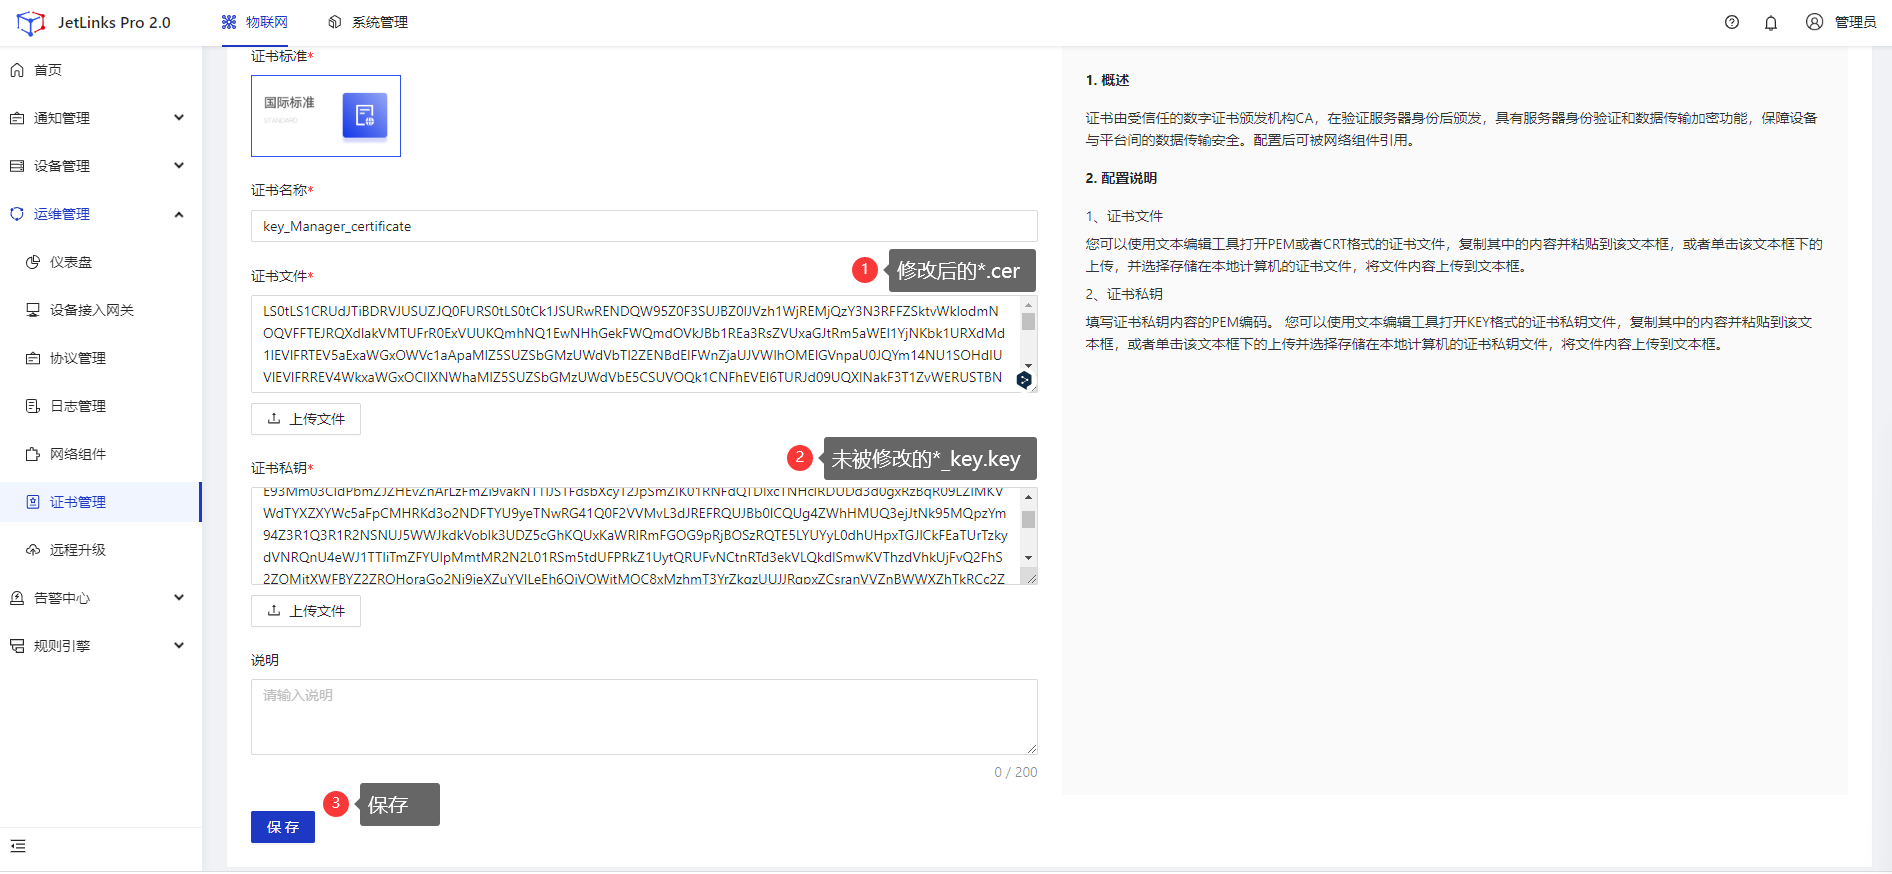 JetLinks Pro 2.0
物联网
系统管理
管理员
首页
通知管理
设备管理
运维管理
仪表盘
设备接入网关
协议管理
日志管理
网络组件
证书管理
远程升级
告警中心
规则引擎
证书标准*
国际标准
STANDARD
证书名称*
key_Manager_certificate
证书文件*
1
修改后的*.cer
上传文件
证书私钥*
2
未被修改的*_key.key
上传文件
说明
请输入说明
0 / 200
3
保存
保 存
1. 概述
证书由受信任的数字证书颁发机构CA，在验证服务器身份后颁发，具有服务器身份验证和数据传输加密功能，保障设备
与平台间的数据传输安全。配置后可被网络组件引用。
2. 配置说明
1、证书文件
您可以使用文本编辑工具打开PEM或者CRT格式的证书文件，复制其中的内容并粘贴到该文本框，或者单击该文本框下的
上传，并选择存储在本地计算机的证书文件，将文件内容上传到文本框。
2、证书私钥
填写证书私钥内容的PEM编码。 您可以使用文本编辑工具打开KEY格式的证书私钥文件，复制其中的内容并粘贴到该文
本框，或者单击该文本框下的上传并选择存储在本地计算机的证书私钥文件，将文件内容上传到文本框。